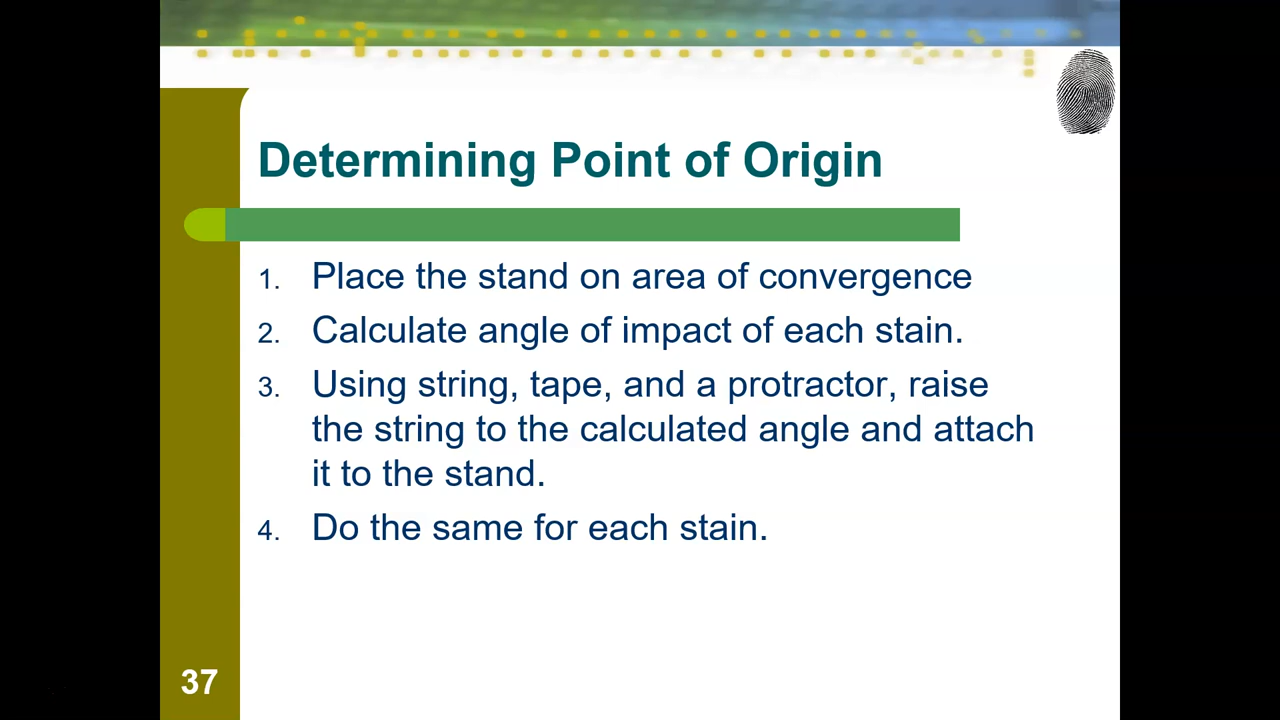 Determining Point of Origin
1. Place the stand on area of convergence
2. Calculate angle of impact of each stain.
3. Using string, tape, and a protractor, raise
the string to the calculated angle and attach
it to the stand.
4. Do the same for each stain.
37